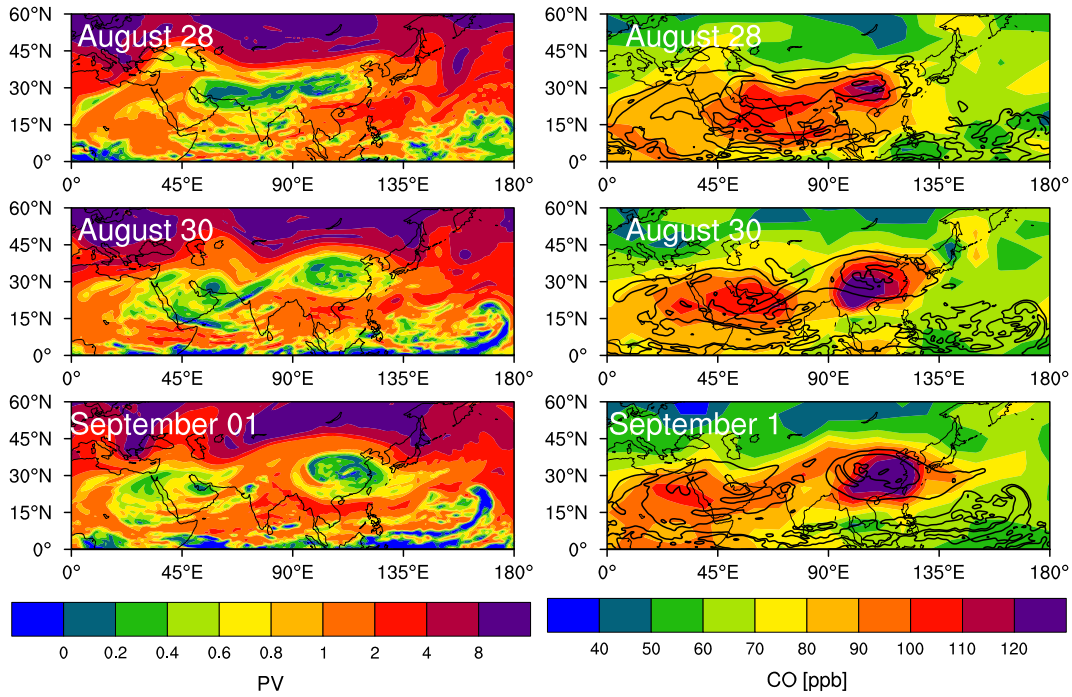 60°N
45°N
30°N
15°N
0°
August 28
0° 45°E 90°E 135°E 180°
60°N
45°N
30°N
15°N
0°
August 28
0° 45°E 90°E 135°E 180°
60°N
45°N
30°N
15°N
0°
August 30
0° 45°E 90°E 135°E 180°
60°N
45°N
30°N
15°N
0°
August 30
0° 45°E 90°E 135°E 180°
60°N
45°N
30°N
15°N
0°
September 01
0° 45°E 90°E 135°E 180°
60°N
45°N
30°N
15°N
0°
September 1
0° 45°E 90°E 135°E 180°
0 0.2 0.4 0.6 0.8 1 2 4 8
PV
40 50 60 70 80 90 100 110 120
CO [ppb]